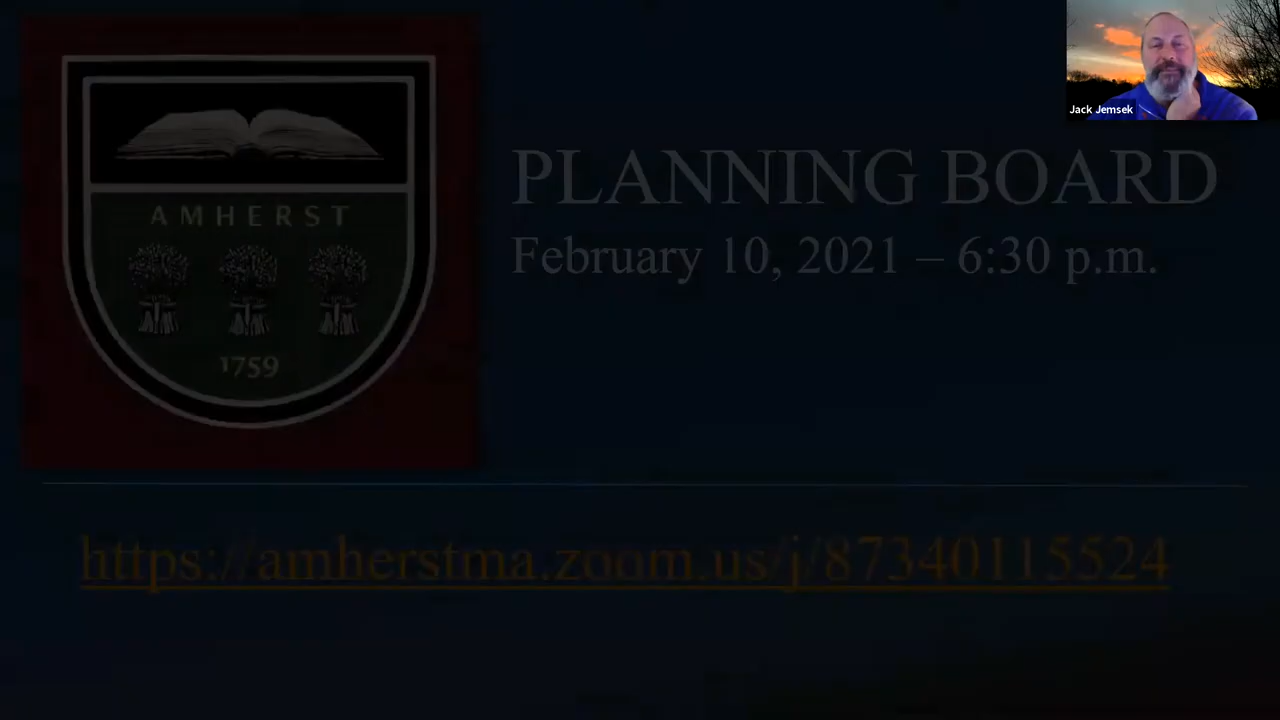 Jack Jemsek
PLANNING BOARD
February 10, 2021 – 6:30 p.m.
AMHERST
1759
https://amherstma.zoom.us/j/87340115524